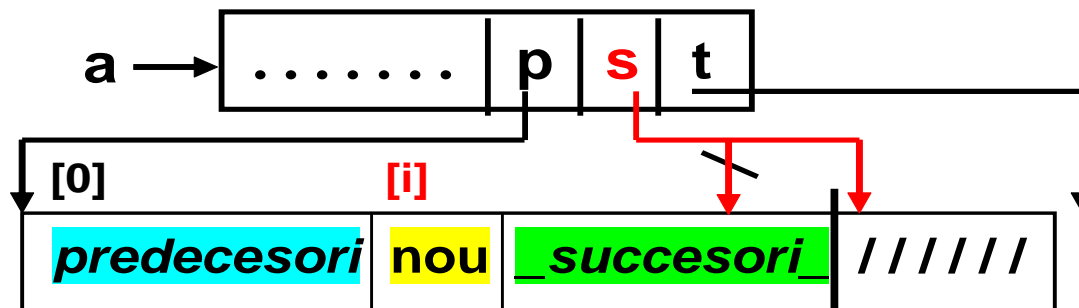 a . . . . . . . p s t
[0] [i]
predecesori nou _succesori_ / / / / / /